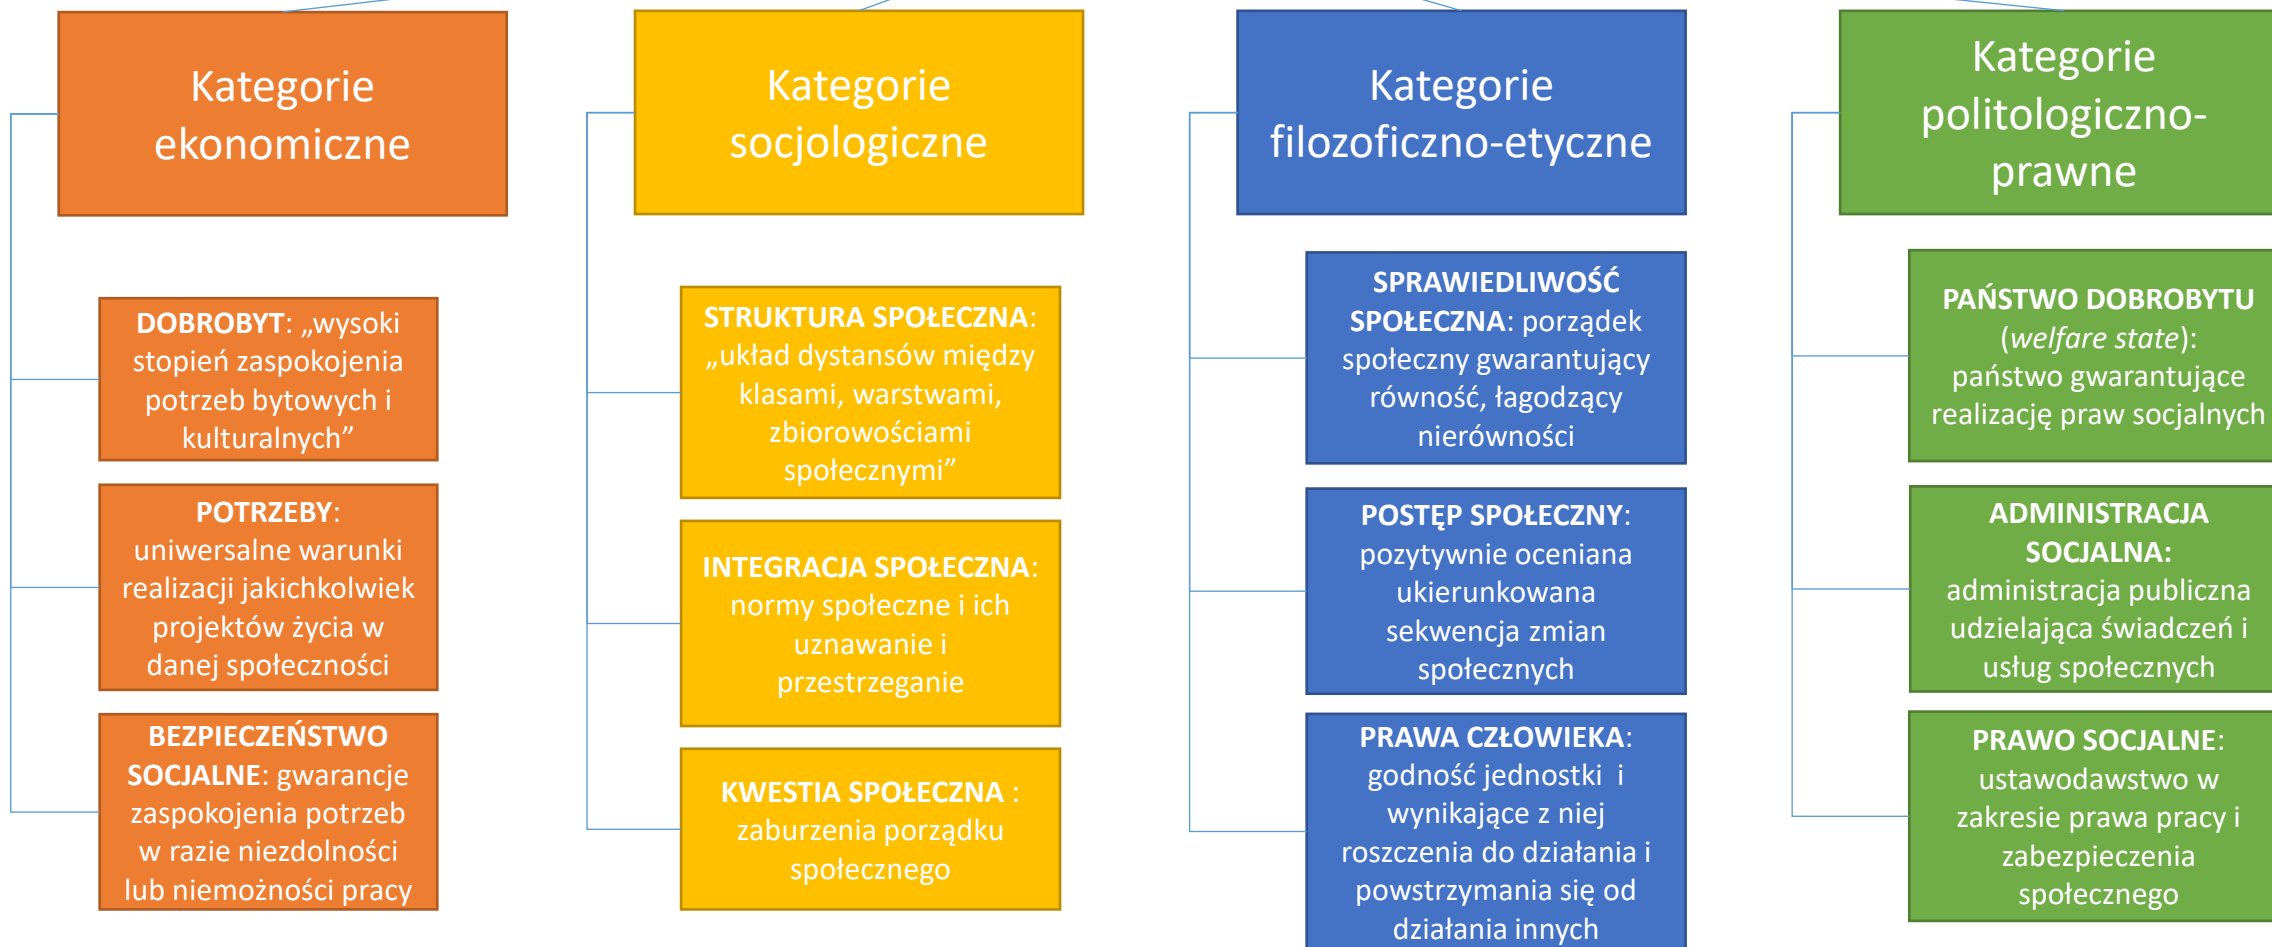 Kategorie
ekonomiczne
DOBROBYT: „wysoki
stopień zaspokojenia
potrzeb bytowych i
kulturalnych”
POTRZEBY:
uniwersalne warunki
realizacji jakichkolwiek
projektów życia w
danej społeczności
BEZPIECZEŃSTWO
SOCJALNE: gwarancje
zaspokojenia potrzeb
w razie niezdolności
lub niemożności pracy
Kategorie
socjologiczne
STRUKTURA SPOŁECZNA:
„układ dystansów między
klasami, warstwami,
zbiorowościami
społecznymi”
INTEGRACJA SPOŁECZNA:
normy społeczne i ich
uznawanie i
przestrzeganie
KWESTIA SPOŁECZNA :
zaburzenia porządku
społecznego
Kategorie
filozoficzno-etyczne
SPRAWIEDLIWOŚĆ
SPOŁECZNA: porządek
społeczny gwarantujący
równość, łagodzący
nierówności
POSTĘP SPOŁECZNY:
pozytywnie oceniana
ukierunkowana
sekwencja zmian
społecznych
PRAWA CZŁOWIEKA:
godność jednostki  i
wynikające z niej
roszczenia do działania i
powstrzymania się od
działania innych
Kategorie
politologiczno-
prawne
PAŃSTWO DOBROBYTU
(welfare state):
państwo gwarantujące
realizację praw socjalnych
ADMINISTRACJA
SOCJALNA:
administracja publiczna
udzielająca świadczeń i
usług społecznych
PRAWO SOCJALNE:
ustawodawstwo w
zakresie prawa pracy i
zabezpieczenia
społecznego